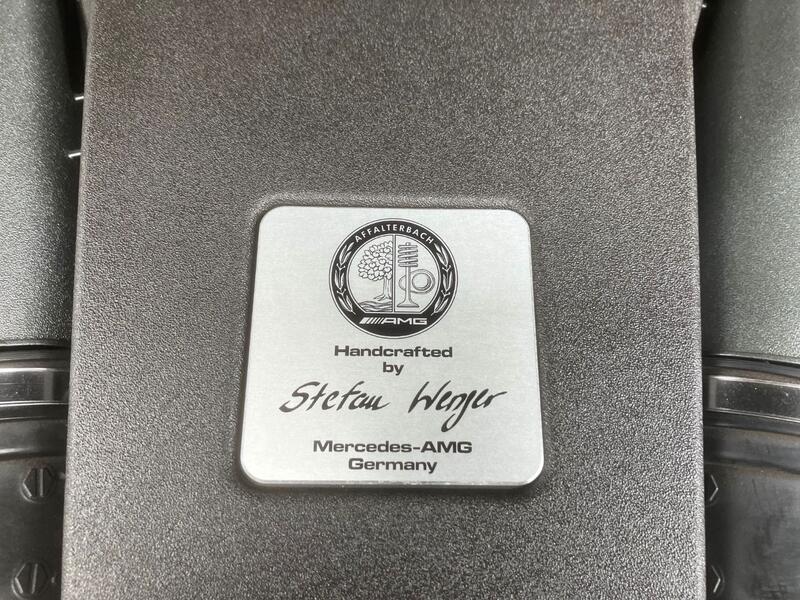 AFFALTERBACH
AMG
Handcrafted
by
Stefan Wenger
Mercedes-AMG
Germany